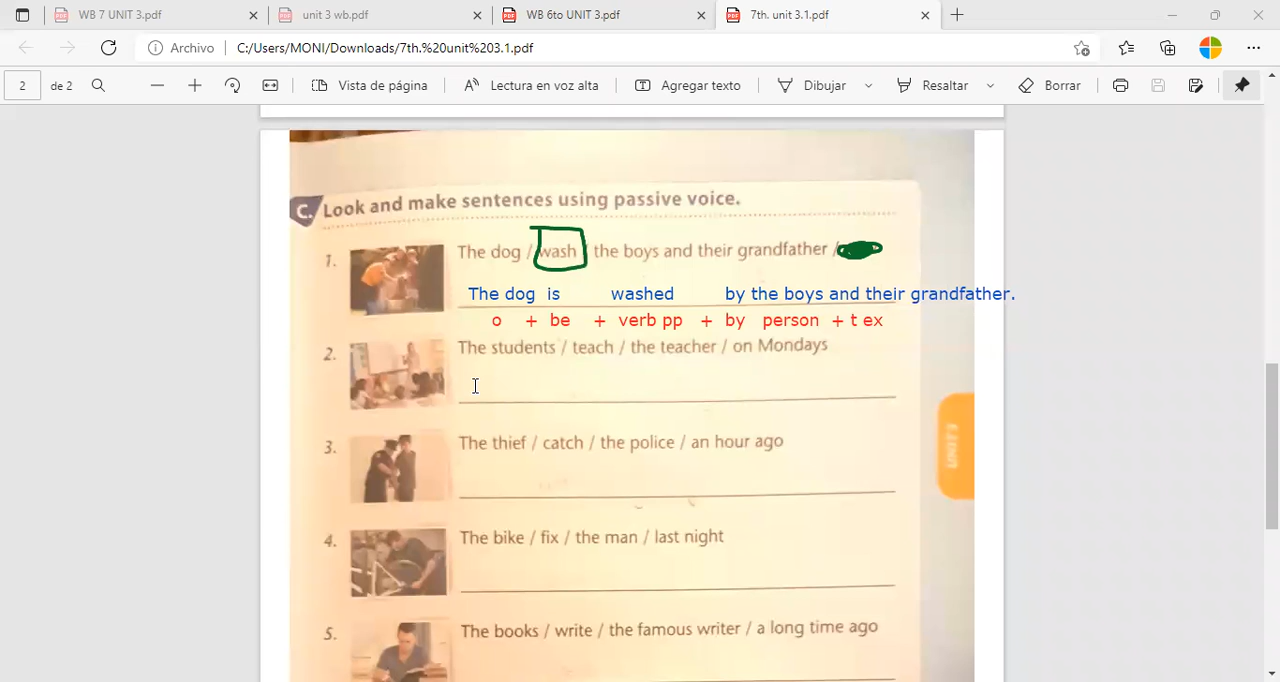 WB 7 UNIT 3.pdf
unit 3 wb.pdf
WB 6to UNIT 3.pdf
7th. unit 3.1.pdf
Archivo
C:/Users/MONI/Downloads/7th.%20unit%203.1.pdf
2 de 2
Vista de página
Lectura en voz alta
Agregar texto
Dibujar
Resaltar
Borrar
C. Look and make sentences using passive voice.
1. The dog / wash / the boys and their grandfather /
The dog is washed by the boys and their grandfather.
o + be + verb pp + by person + t ex
2. The students / teach / the teacher / on Mondays
3. The thief / catch / the police / an hour ago
4. The bike / fix / the man / last night
5. The books / write / the famous writer / a long time ago